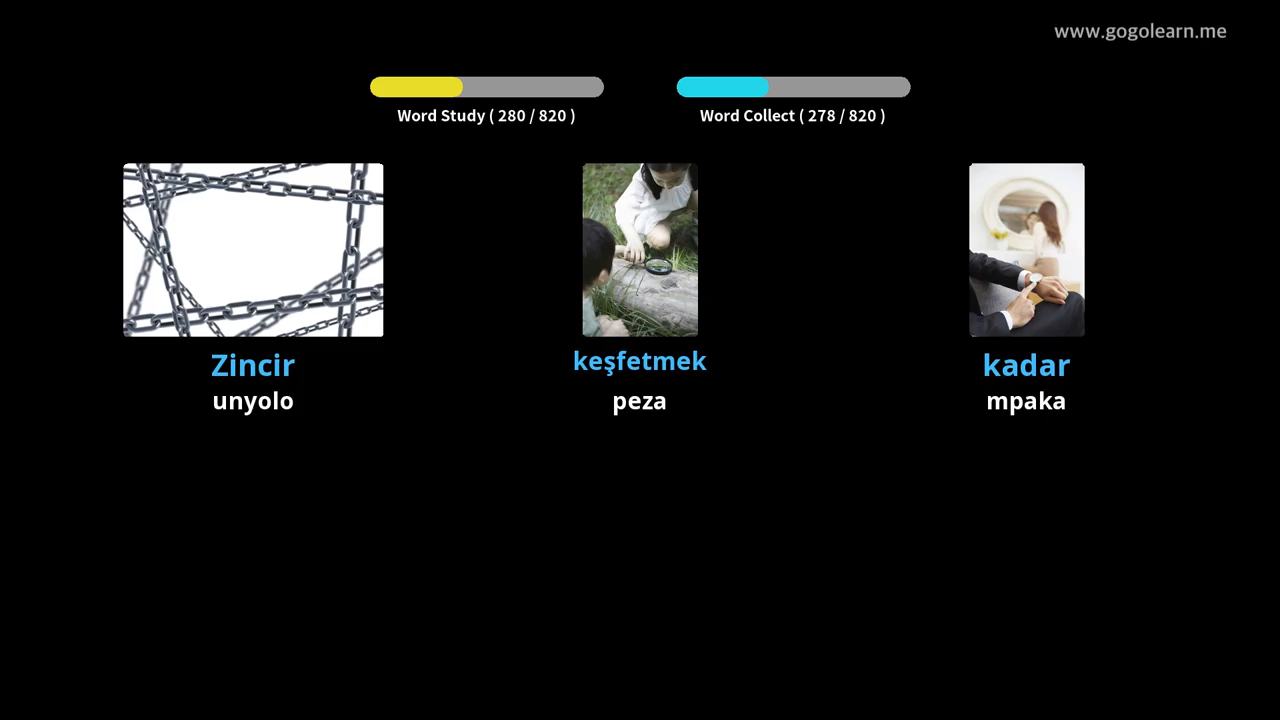 www.gogolearn.me
Word Study ( 280 / 820 )
Word Collect ( 278 / 820 )
Zincir
unyolo
keşfetmek
peza
kadar
mpaka